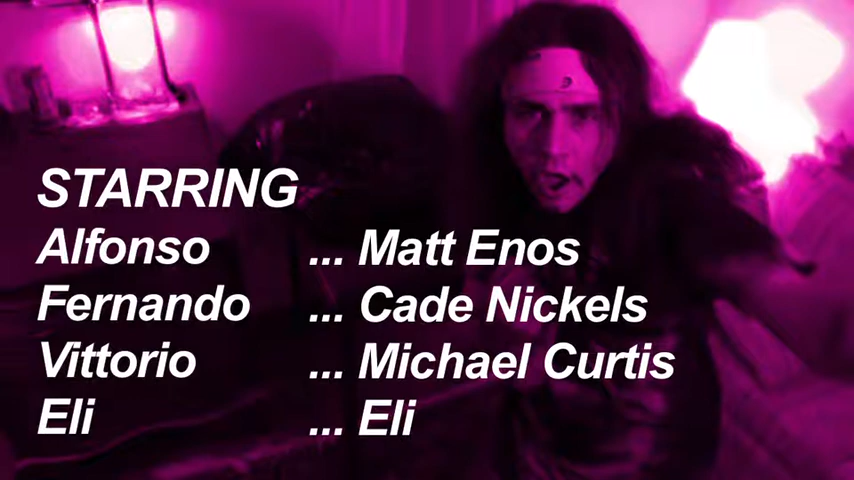 STARRING
Alfonso ... Matt Enos
Fernando ... Cade Nickels
Vittorio ... Michael Curtis
Eli ... Eli